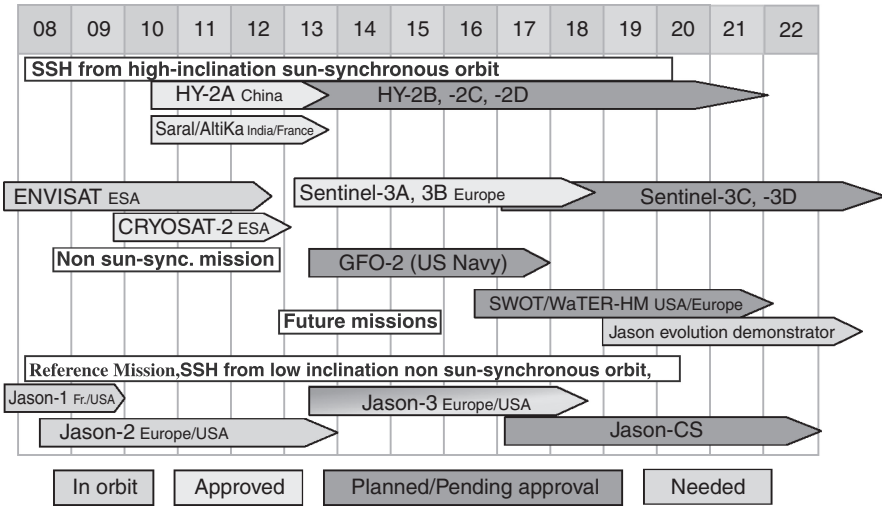 08 09 10 11 12 13 14 15 16 17 18 19 20 21 22
SSH from high-inclination sun-synchronous orbit
HY-2A China HY-2B, -2C, -2D
Saral/AltiKa India/France
ENVISAT ESA Sentinel-3A, 3B Europe Sentinel-3C, -3D
CRYOSAT-2 ESA
Non sun-sync. mission GFO-2 (US Navy)
SWOT/WaTER-HM USA/Europe
Future missions
Jason evolution demonstrator
Reference Mission,SSH from low inclination non sun-synchronous orbit,
Jason-1 Fr./USA Jason-3 Europe/USA
Jason-2 Europe/USA Jason-CS
In orbit Approved Planned/Pending approval Needed